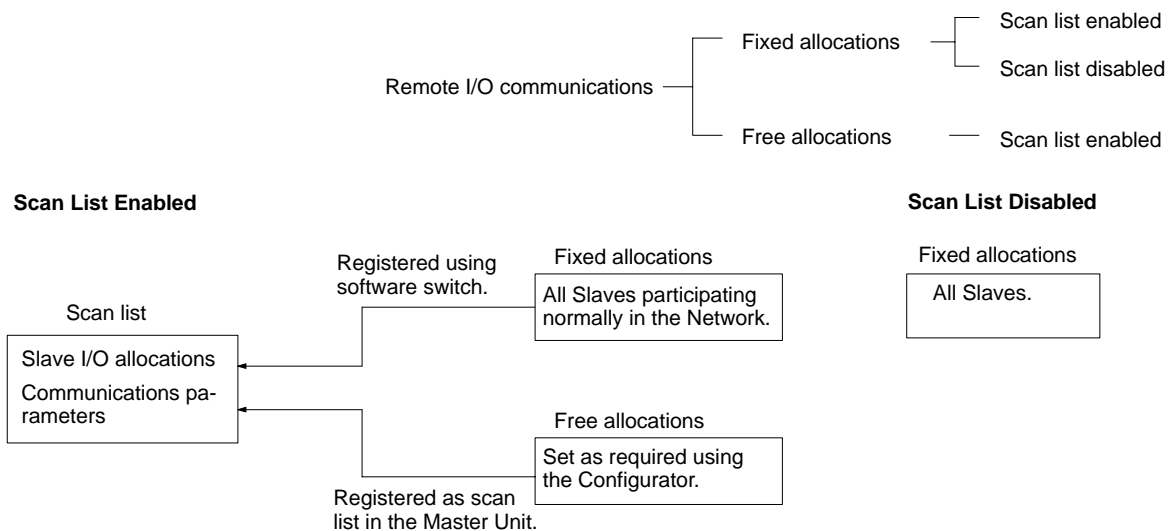 Scan list enabled
Fixed allocations
Scan list disabled
Remote I/O communications
Free allocations
Scan list enabled
Scan List Enabled
Scan List Disabled
Registered using
software switch.
Fixed allocations
All Slaves participating
normally in the Network.
Fixed allocations
All Slaves.
Scan list
Slave I/O allocations
Communications pa-
rameters
Free allocations
Set as required using
the Configurator.
Registered as scan
list in the Master Unit.